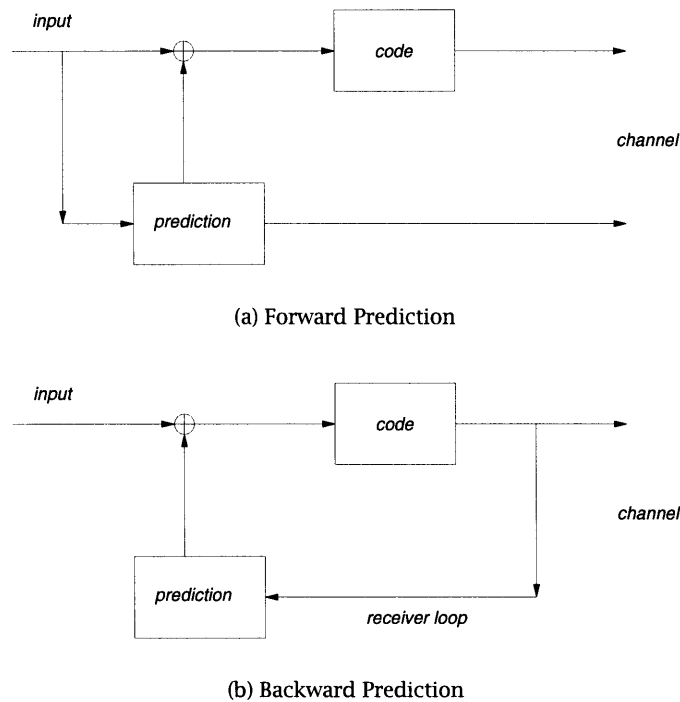 input
code
channel
prediction
(a) Forward Prediction
input
code
channel
prediction
receiver loop
(b) Backward Prediction